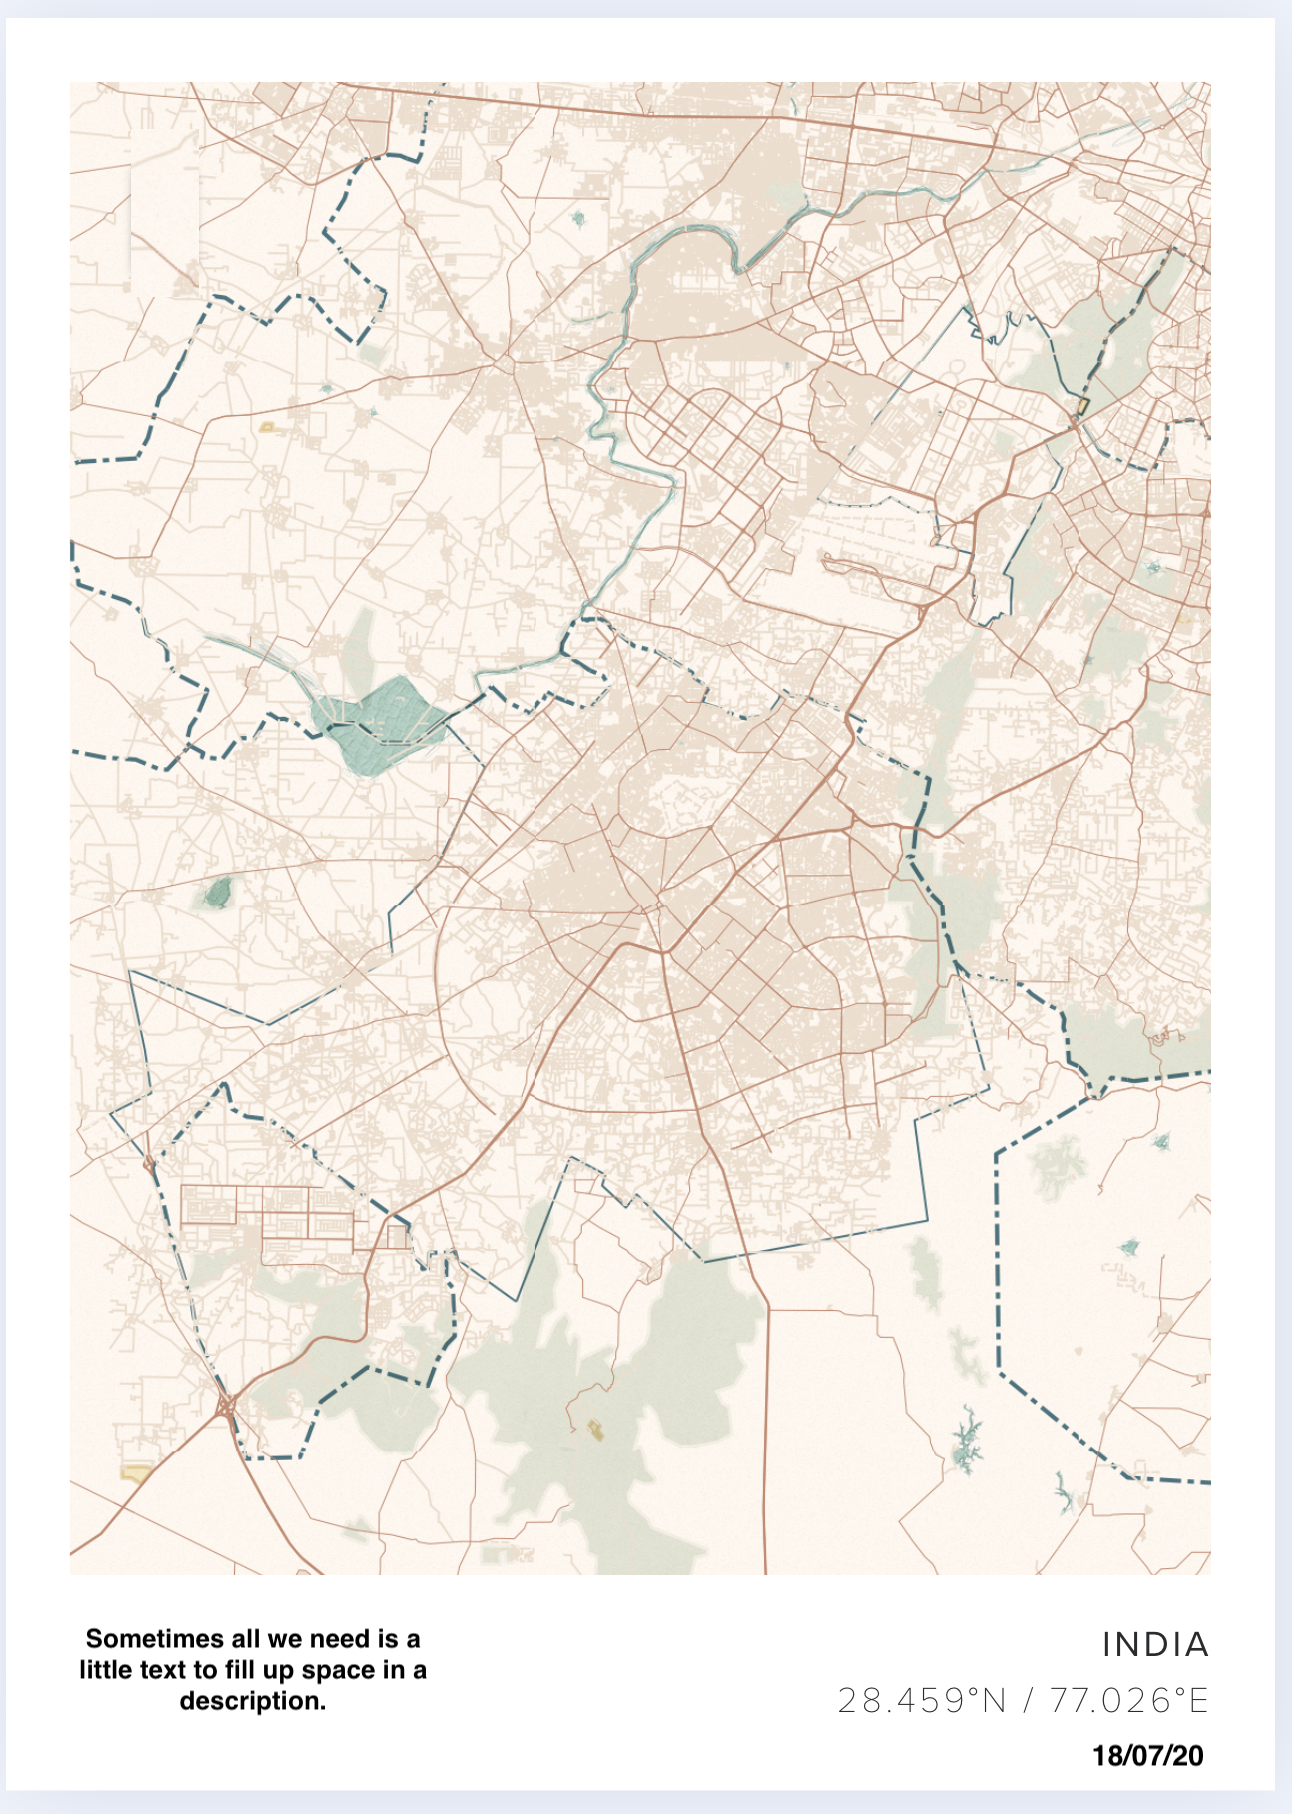 Sometimes all we need is a
little text to fill up space in a
description.
INDIA
28.459°N / 77.026°E
18/07/20